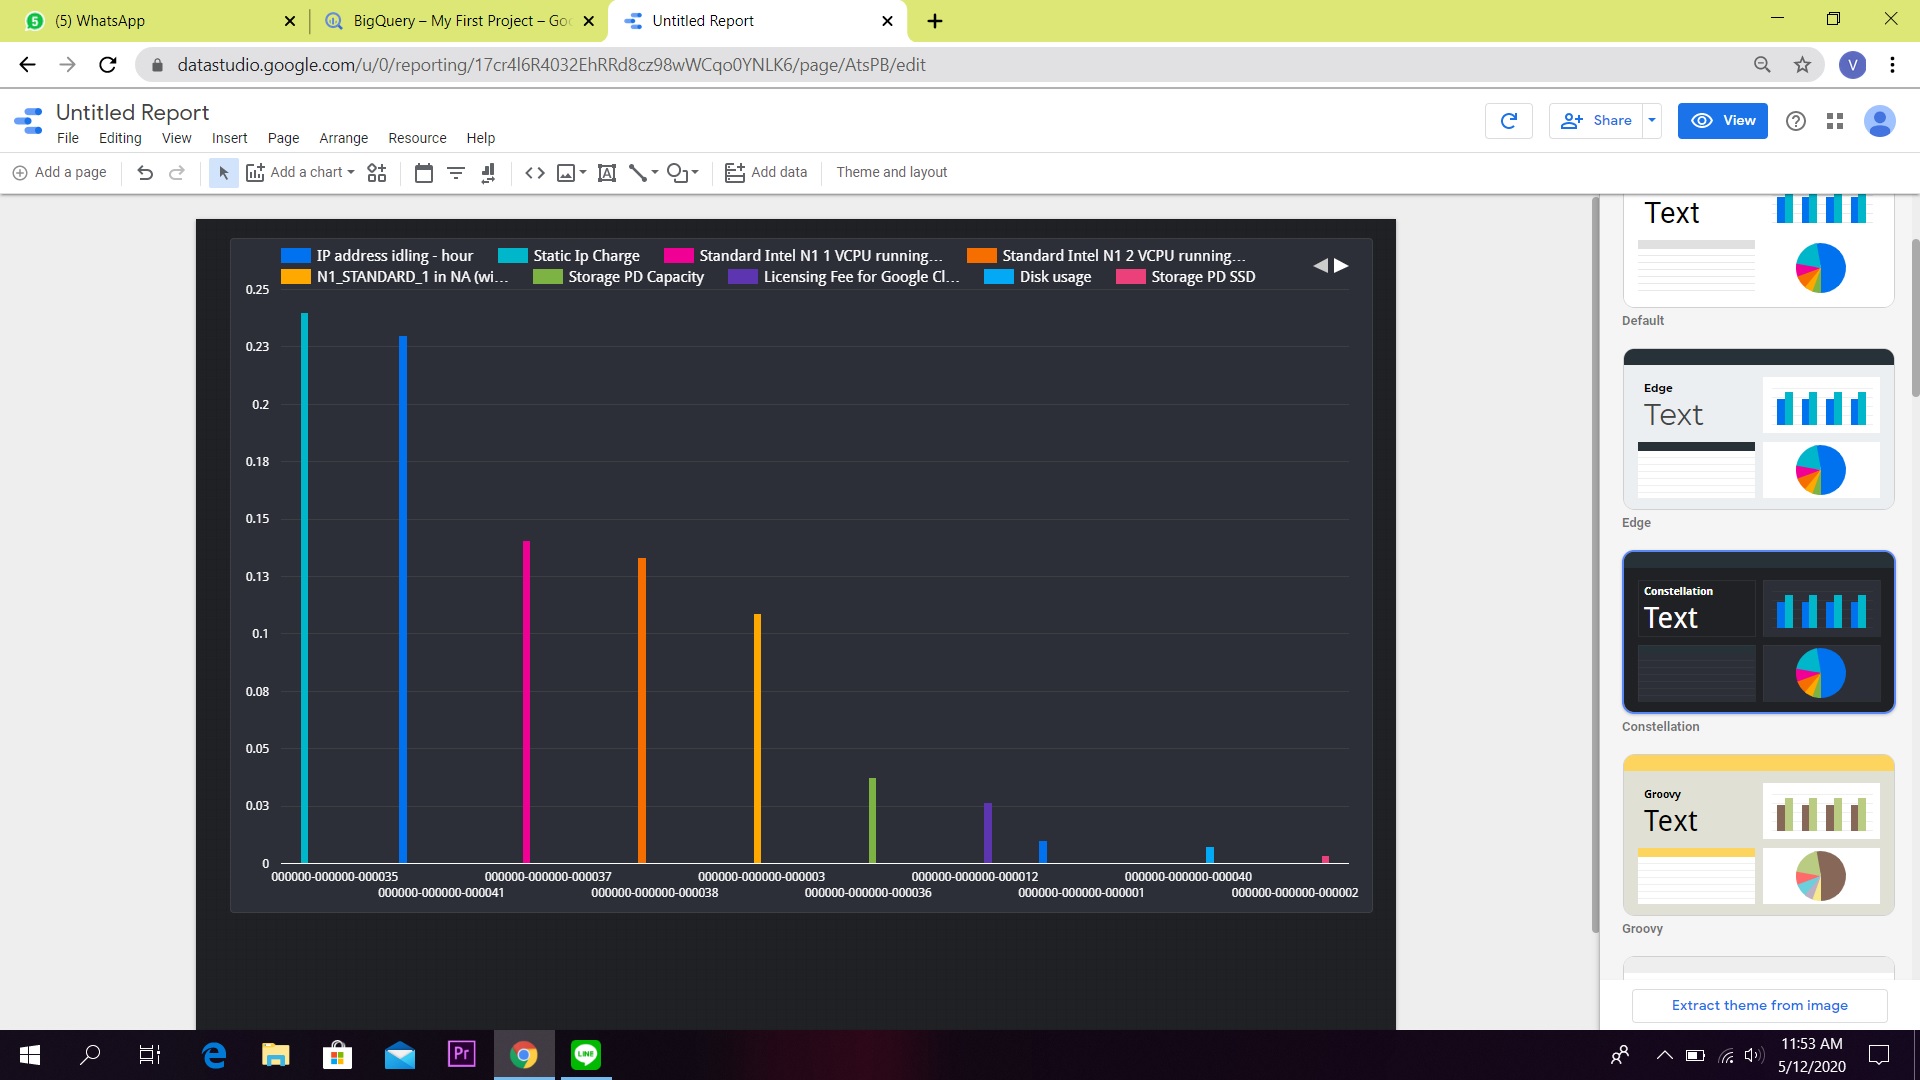 5 (5) WhatsApp
BigQuery – My First Project – Goo
Untitled Report
datastudio.google.com/u/0/reporting/17cr4l6R4032EhRRd8cz98wWCqo0YNLK6/page/AtsPB/edit
V
Untitled Report
File Editing View Insert Page Arrange Resource Help
Share
View
Add a page
Add a chart
Add data
Theme and layout
IP address idling - hour
Static Ip Charge
Standard Intel N1 1 VCPU running...
Standard Intel N1 2 VCPU running...
N1_STANDARD_1 in NA (wi...
Storage PD Capacity
Licensing Fee for Google Cl...
Disk usage
Storage PD SSD
0.25
0.23
0.2
0.18
0.15
0.13
0.1
0.08
0.05
0.03
0
000000-000000-000035
000000-000000-000037
000000-000000-000003
000000-000000-000012
000000-000000-000040
000000-000000-000041
000000-000000-000038
000000-000000-000036
000000-000000-000001
000000-000000-000002
Text
Default
Edge
Text
Edge
Constellation
Text
Constellation
Groovy
Text
Groovy
Extract theme from image
Pr
LINE
11:53 AM
5/12/2020